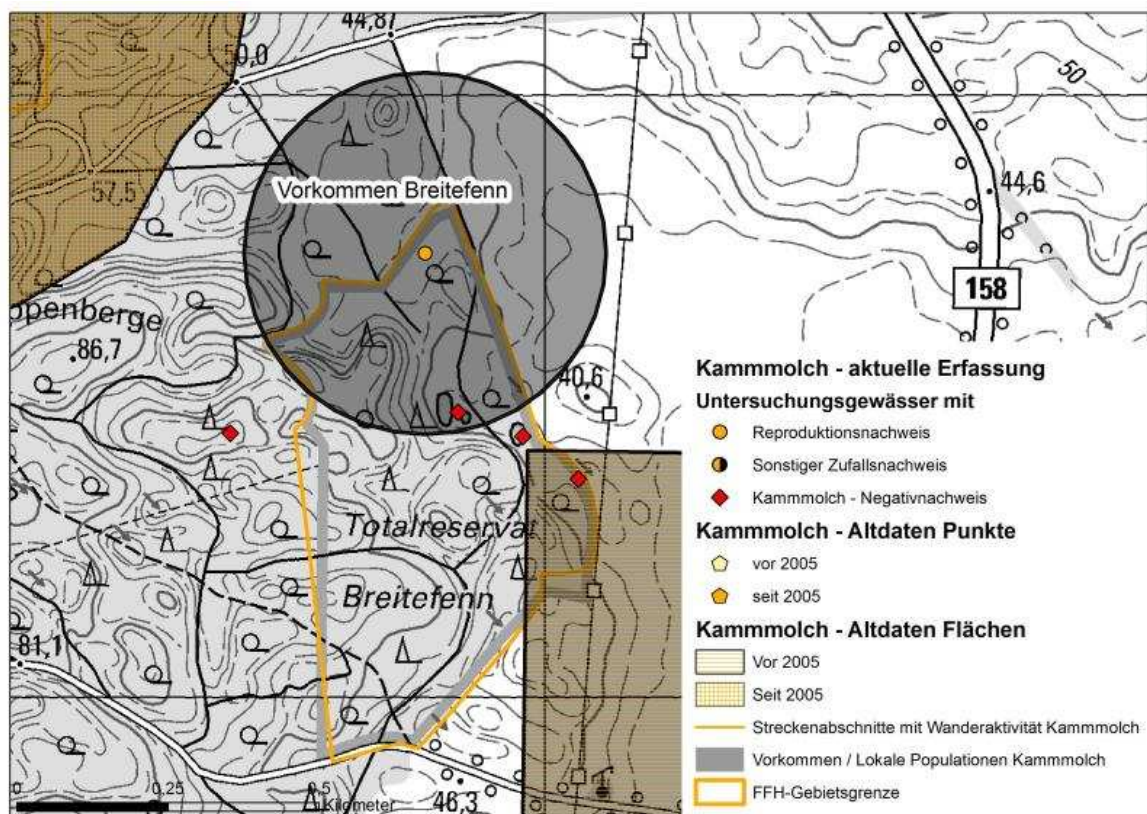 44,8
50,0
50
57,5
Vorkommen Breitefenn
44,6
158
ppenberge
86,7
40,6
Totalreservat
Breitefenn
81,1
46,3
0
0,25
0,5
Kilometer
Kammmolch - aktuelle Erfassung
Untersuchungsgewässer mit
Reproduktionsnachweis
Sonstiger Zufallsnachweis
Kammmolch - Negativnachweis
Kammmolch - Altdaten Punkte
vor 2005
seit 2005
Kammmolch - Altdaten Flächen
Vor 2005
Seit 2005
Streckenabschnitte mit Wanderaktivität Kammmolch
Vorkommen / Lokale Populationen Kammmolch
FFH-Gebietsgrenze